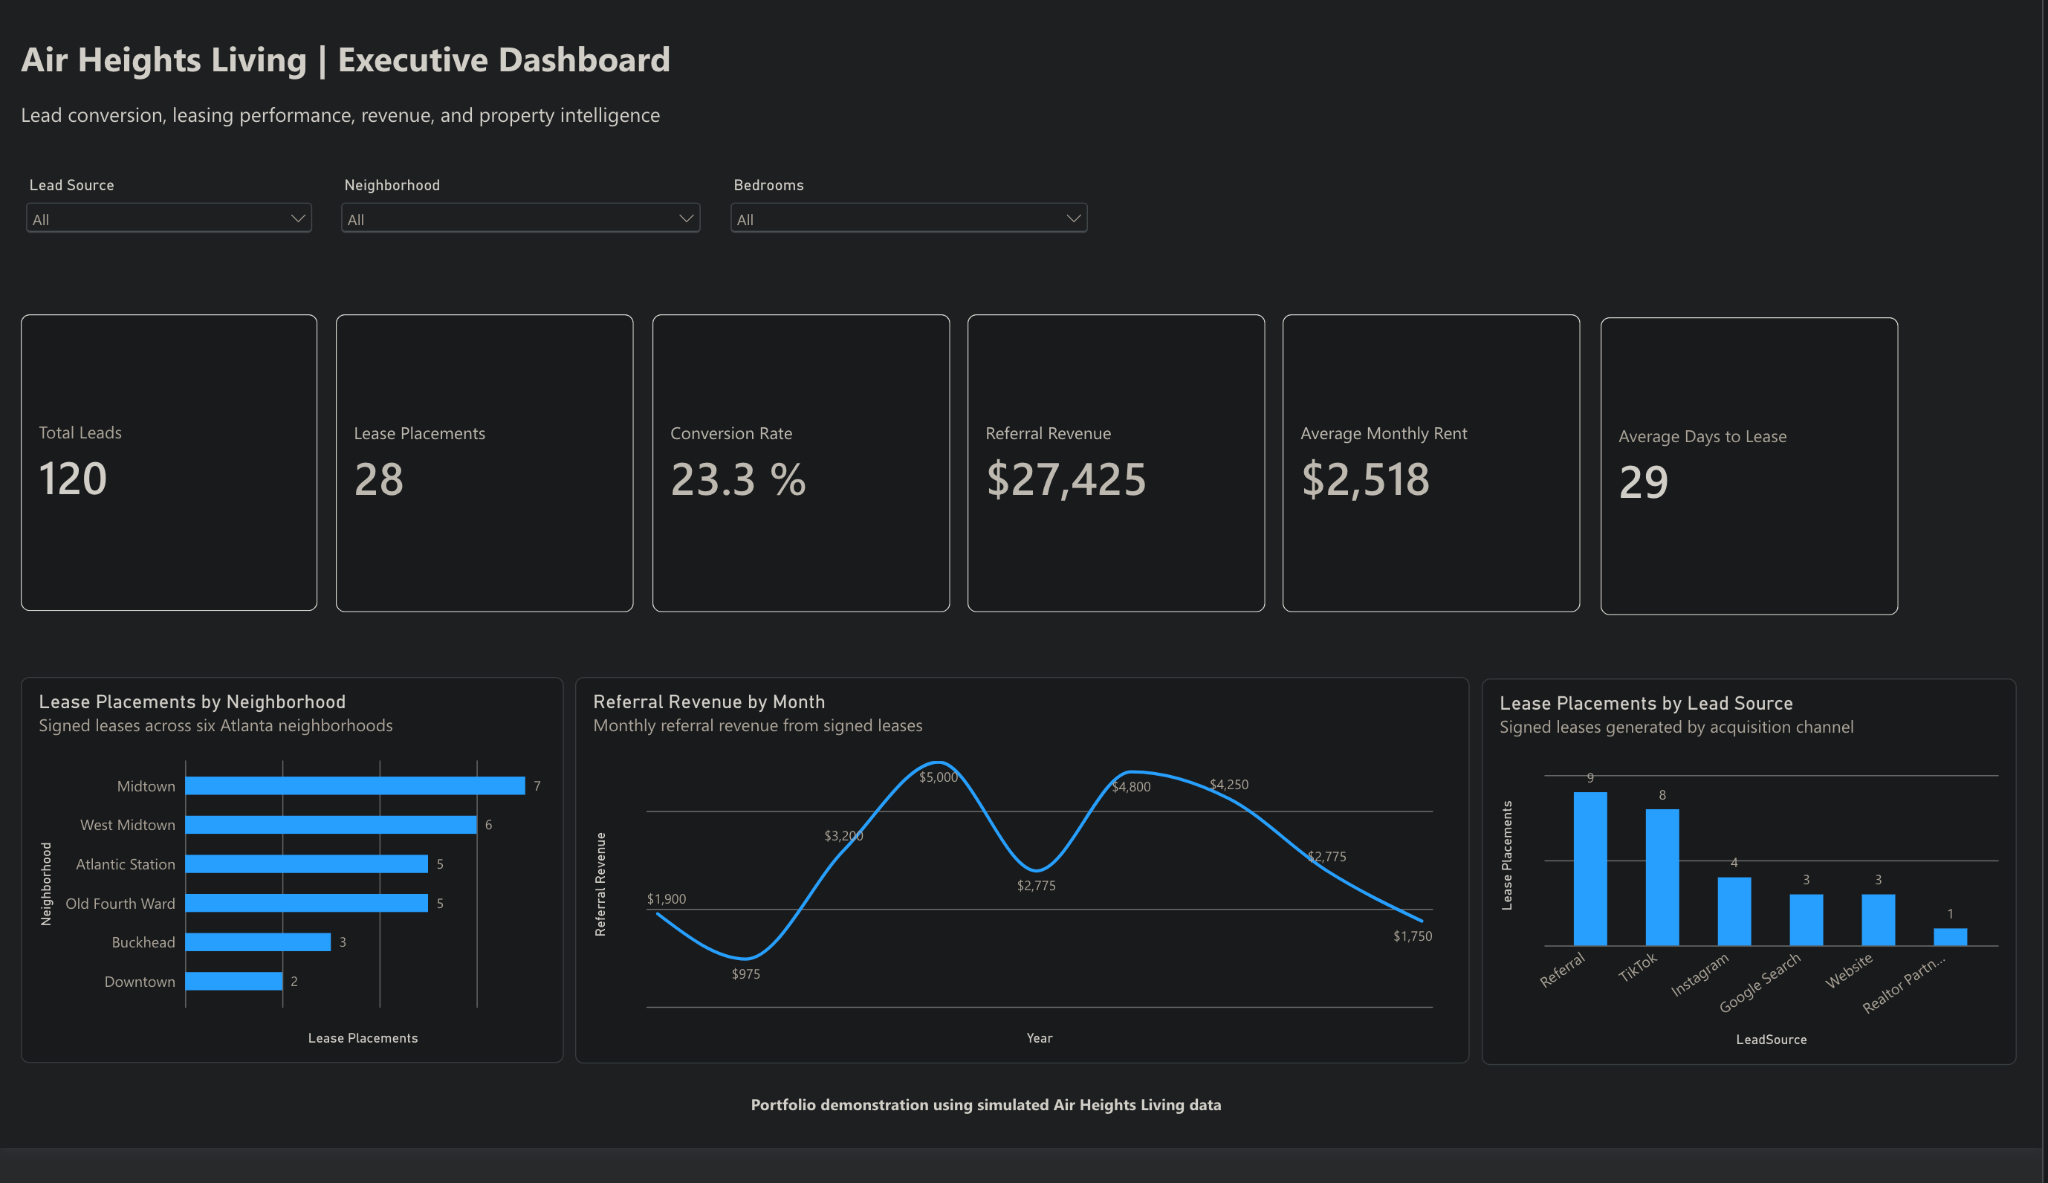 Air Heights Living | Executive Dashboard
Lead conversion, leasing performance, revenue, and property intelligence
Lead Source
All
Neighborhood
All
Bedrooms
All
Total Leads
120
Lease Placements
28
Conversion Rate
23.3 %
Referral Revenue
$27,425
Average Monthly Rent
$2,518
Average Days to Lease
29
Lease Placements by Neighborhood
Signed leases across six Atlanta neighborhoods
Neighborhood
Midtown 7
West Midtown 6
Atlantic Station 5
Old Fourth Ward 5
Buckhead 3
Downtown 2
Lease Placements
Referral Revenue by Month
Monthly referral revenue from signed leases
Referral Revenue
$1,900
$975
$3,200
$5,000
$2,775
$4,800
$4,250
$2,775
$1,750
Year
Lease Placements by Lead Source
Signed leases generated by acquisition channel
Lease Placements
9
8
4
3
3
1
Referral
TikTok
Instagram
Google Search
Website
Realtor Partn...
LeadSource
Portfolio demonstration using simulated Air Heights Living data